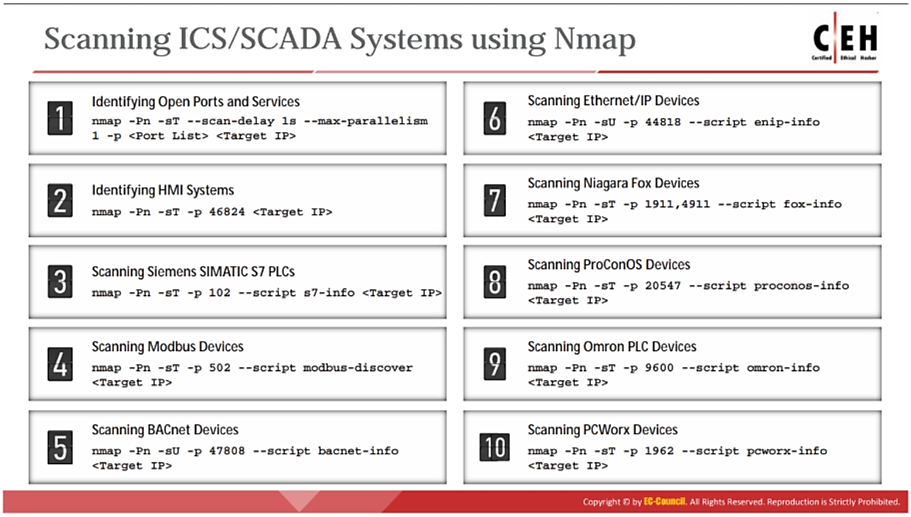 Scanning ICS/SCADA Systems using Nmap
C|EH
Certified Ethical Hacker
1
Identifying Open Ports and Services
nmap -Pn -sT --scan-delay 1s --max-parallelism
1 -p <Port List> <Target IP>
2
Identifying HMI Systems
nmap -Pn -sT -p 46824 <Target IP>
3
Scanning Siemens SIMATIC S7 PLCs
nmap -Pn -sT -p 102 --script s7-info <Target IP>
4
Scanning Modbus Devices
nmap -Pn -sT -p 502 --script modbus-discover
<Target IP>
5
Scanning BACnet Devices
nmap -Pn -sU -p 47808 --script bacnet-info
<Target IP>
6
Scanning Ethernet/IP Devices
nmap -Pn -sU -p 44818 --script enip-info
<Target IP>
7
Scanning Niagara Fox Devices
nmap -Pn -sT -p 1911,4911 --script fox-info
<Target IP>
8
Scanning ProConOS Devices
nmap -Pn -sT -p 20547 --script proconos-info
<Target IP>
9
Scanning Omron PLC Devices
nmap -Pn -sT -p 9600 --script omron-info
<Target IP>
10
Scanning PCWorx Devices
nmap -Pn -sT -p 1962 --script pcworx-info
<Target IP>
Copyright © by EC-Council. All Rights Reserved. Reproduction is Strictly Prohibited.